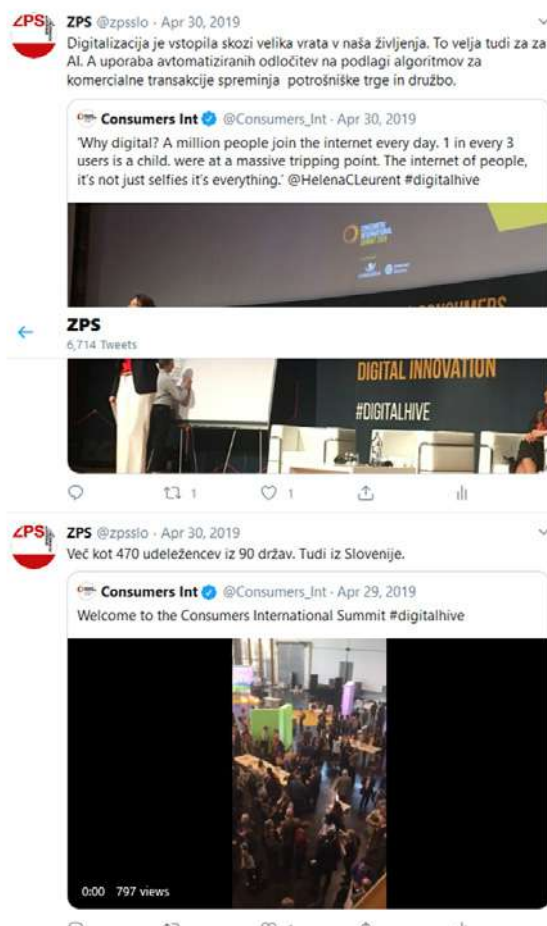 ZPS @zpsslo · Apr 30, 2019
Digitalizacija je vstopila skozi velika vrata v naša življenja. To velja tudi za za
AI. A uporaba avtomatiziranih odločitev na podlagi algoritmov za
komercialne transakcije spreminja potrošniške trge in družbo.
Consumers Int @Consumers_Int · Apr 30, 2019
'Why digital? A million people join the internet every day. 1 in every 3
users is a child. were at a massive tripping point. The internet of people,
it's not just selfies it's everything.' @HelenaCLeurent #digitalhive
CONSUMERS
INTERNATIONAL
SUMMIT 2019
CONSUMERS
ZPS
6,714 Tweets
DIGITAL INNOVATION
#DIGITALHIVE
1 1
ZPS @zpsslo · Apr 30, 2019
Več kot 470 udeležencev iz 90 držav. Tudi iz Slovenije.
Consumers Int @Consumers_Int · Apr 29, 2019
Welcome to the Consumers International Summit #digitalhive
0:00 797 views